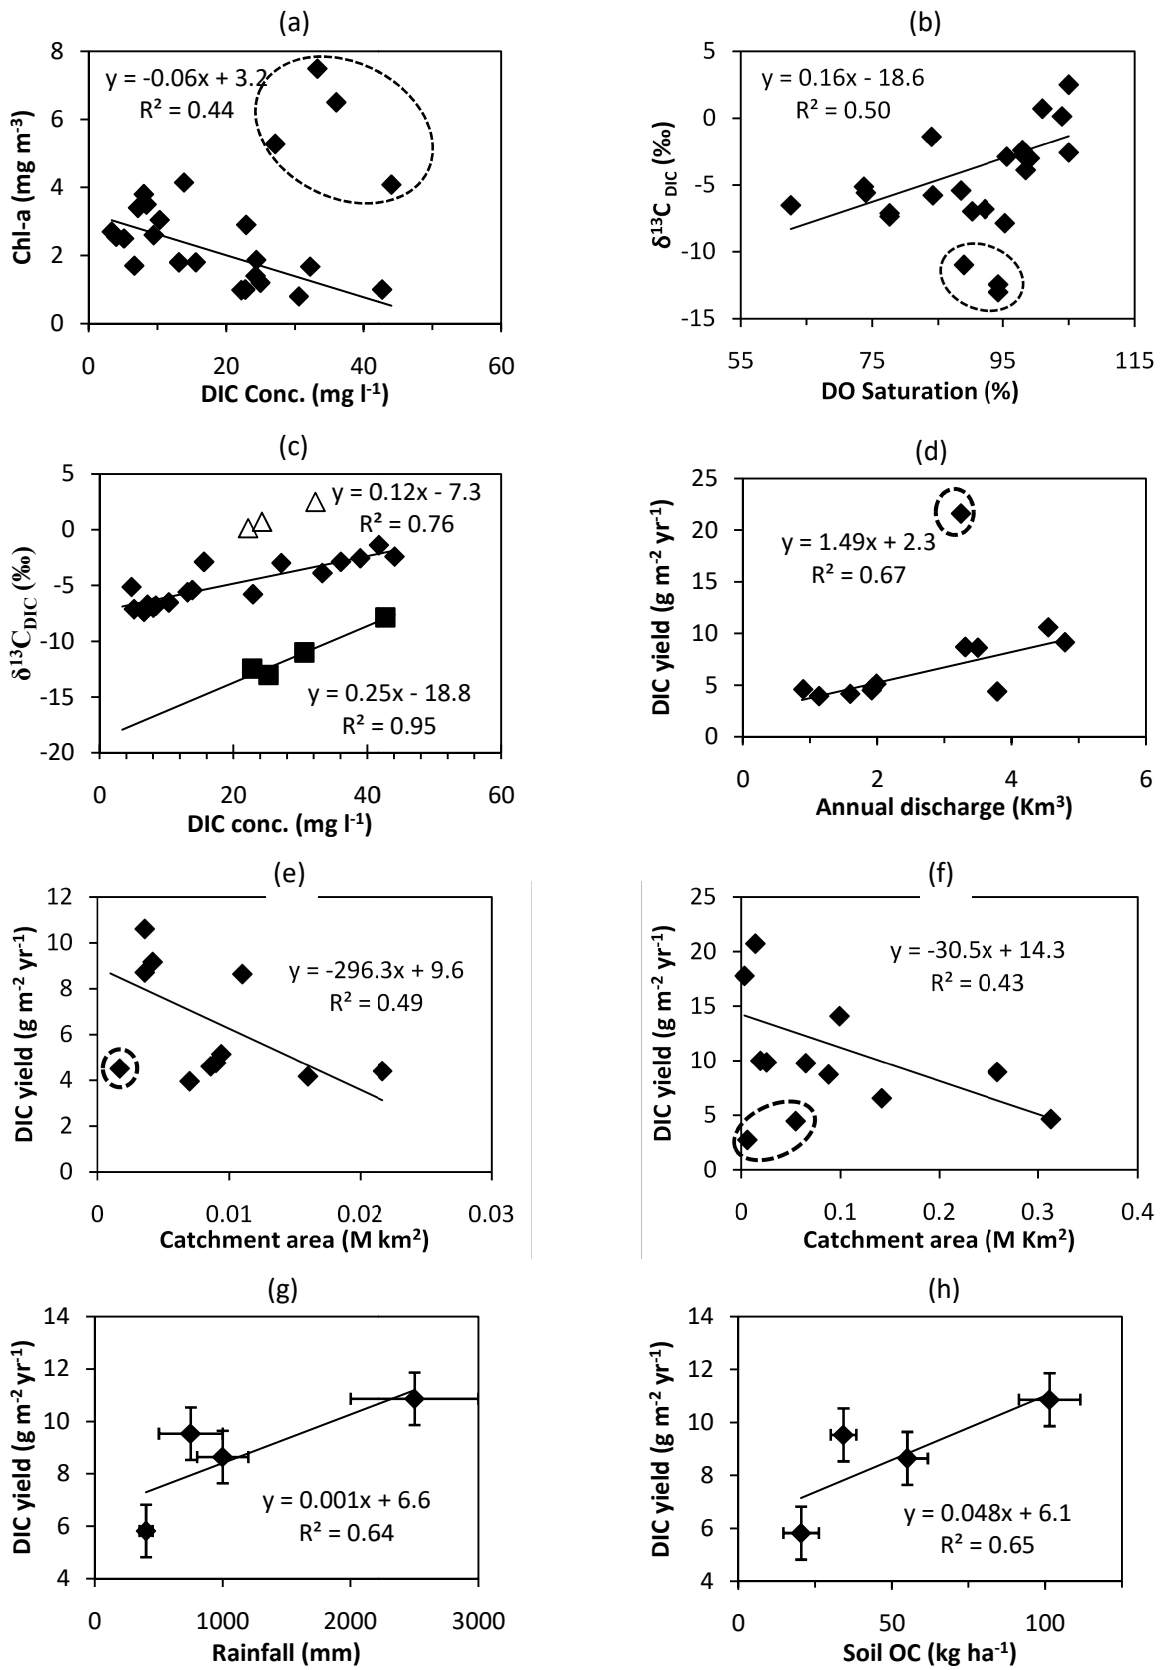 (a)
Chl-a (mg m-3)
8
6
4
2
0
y = -0.06x + 3.2
R² = 0.44
0 20 40 60
DIC Conc. (mg l-1)
(b)
δ13C DIC (‰)
5
0
-5
-10
-15
y = 0.16x - 18.6
R² = 0.50
55 75 95 115
DO Saturation (%)
(c)
δ13CDIC (‰)
5
0
-5
-10
-15
-20
y = 0.12x - 7.3
R² = 0.76
y = 0.25x - 18.8
R² = 0.95
0 20 40 60
DIC conc. (mg l-1)
(d)
DIC yield (g m-2 yr-1)
25
20
15
10
5
0
y = 1.49x + 2.3
R² = 0.67
0 2 4 6
Annual discharge (Km3)
(e)
DIC yield (g m-2 yr-1)
12
10
8
6
4
2
0
y = -296.3x + 9.6
R² = 0.49
0 0.01 0.02 0.03
Catchment area (M km2)
(f)
DIC yield (g m-2 yr-1)
25
20
15
10
5
0
y = -30.5x + 14.3
R² = 0.43
0 0.1 0.2 0.3 0.4
Catchment area (M Km2)
(g)
DIC yield (g m-2 yr-1)
14
12
10
8
6
4
y = 0.001x + 6.6
R² = 0.64
0 1000 2000 3000
Rainfall (mm)
(h)
DIC yield (g m-2 yr-1)
14
12
10
8
6
4
y = 0.048x + 6.1
R² = 0.65
0 50 100
Soil OC (kg ha-1)